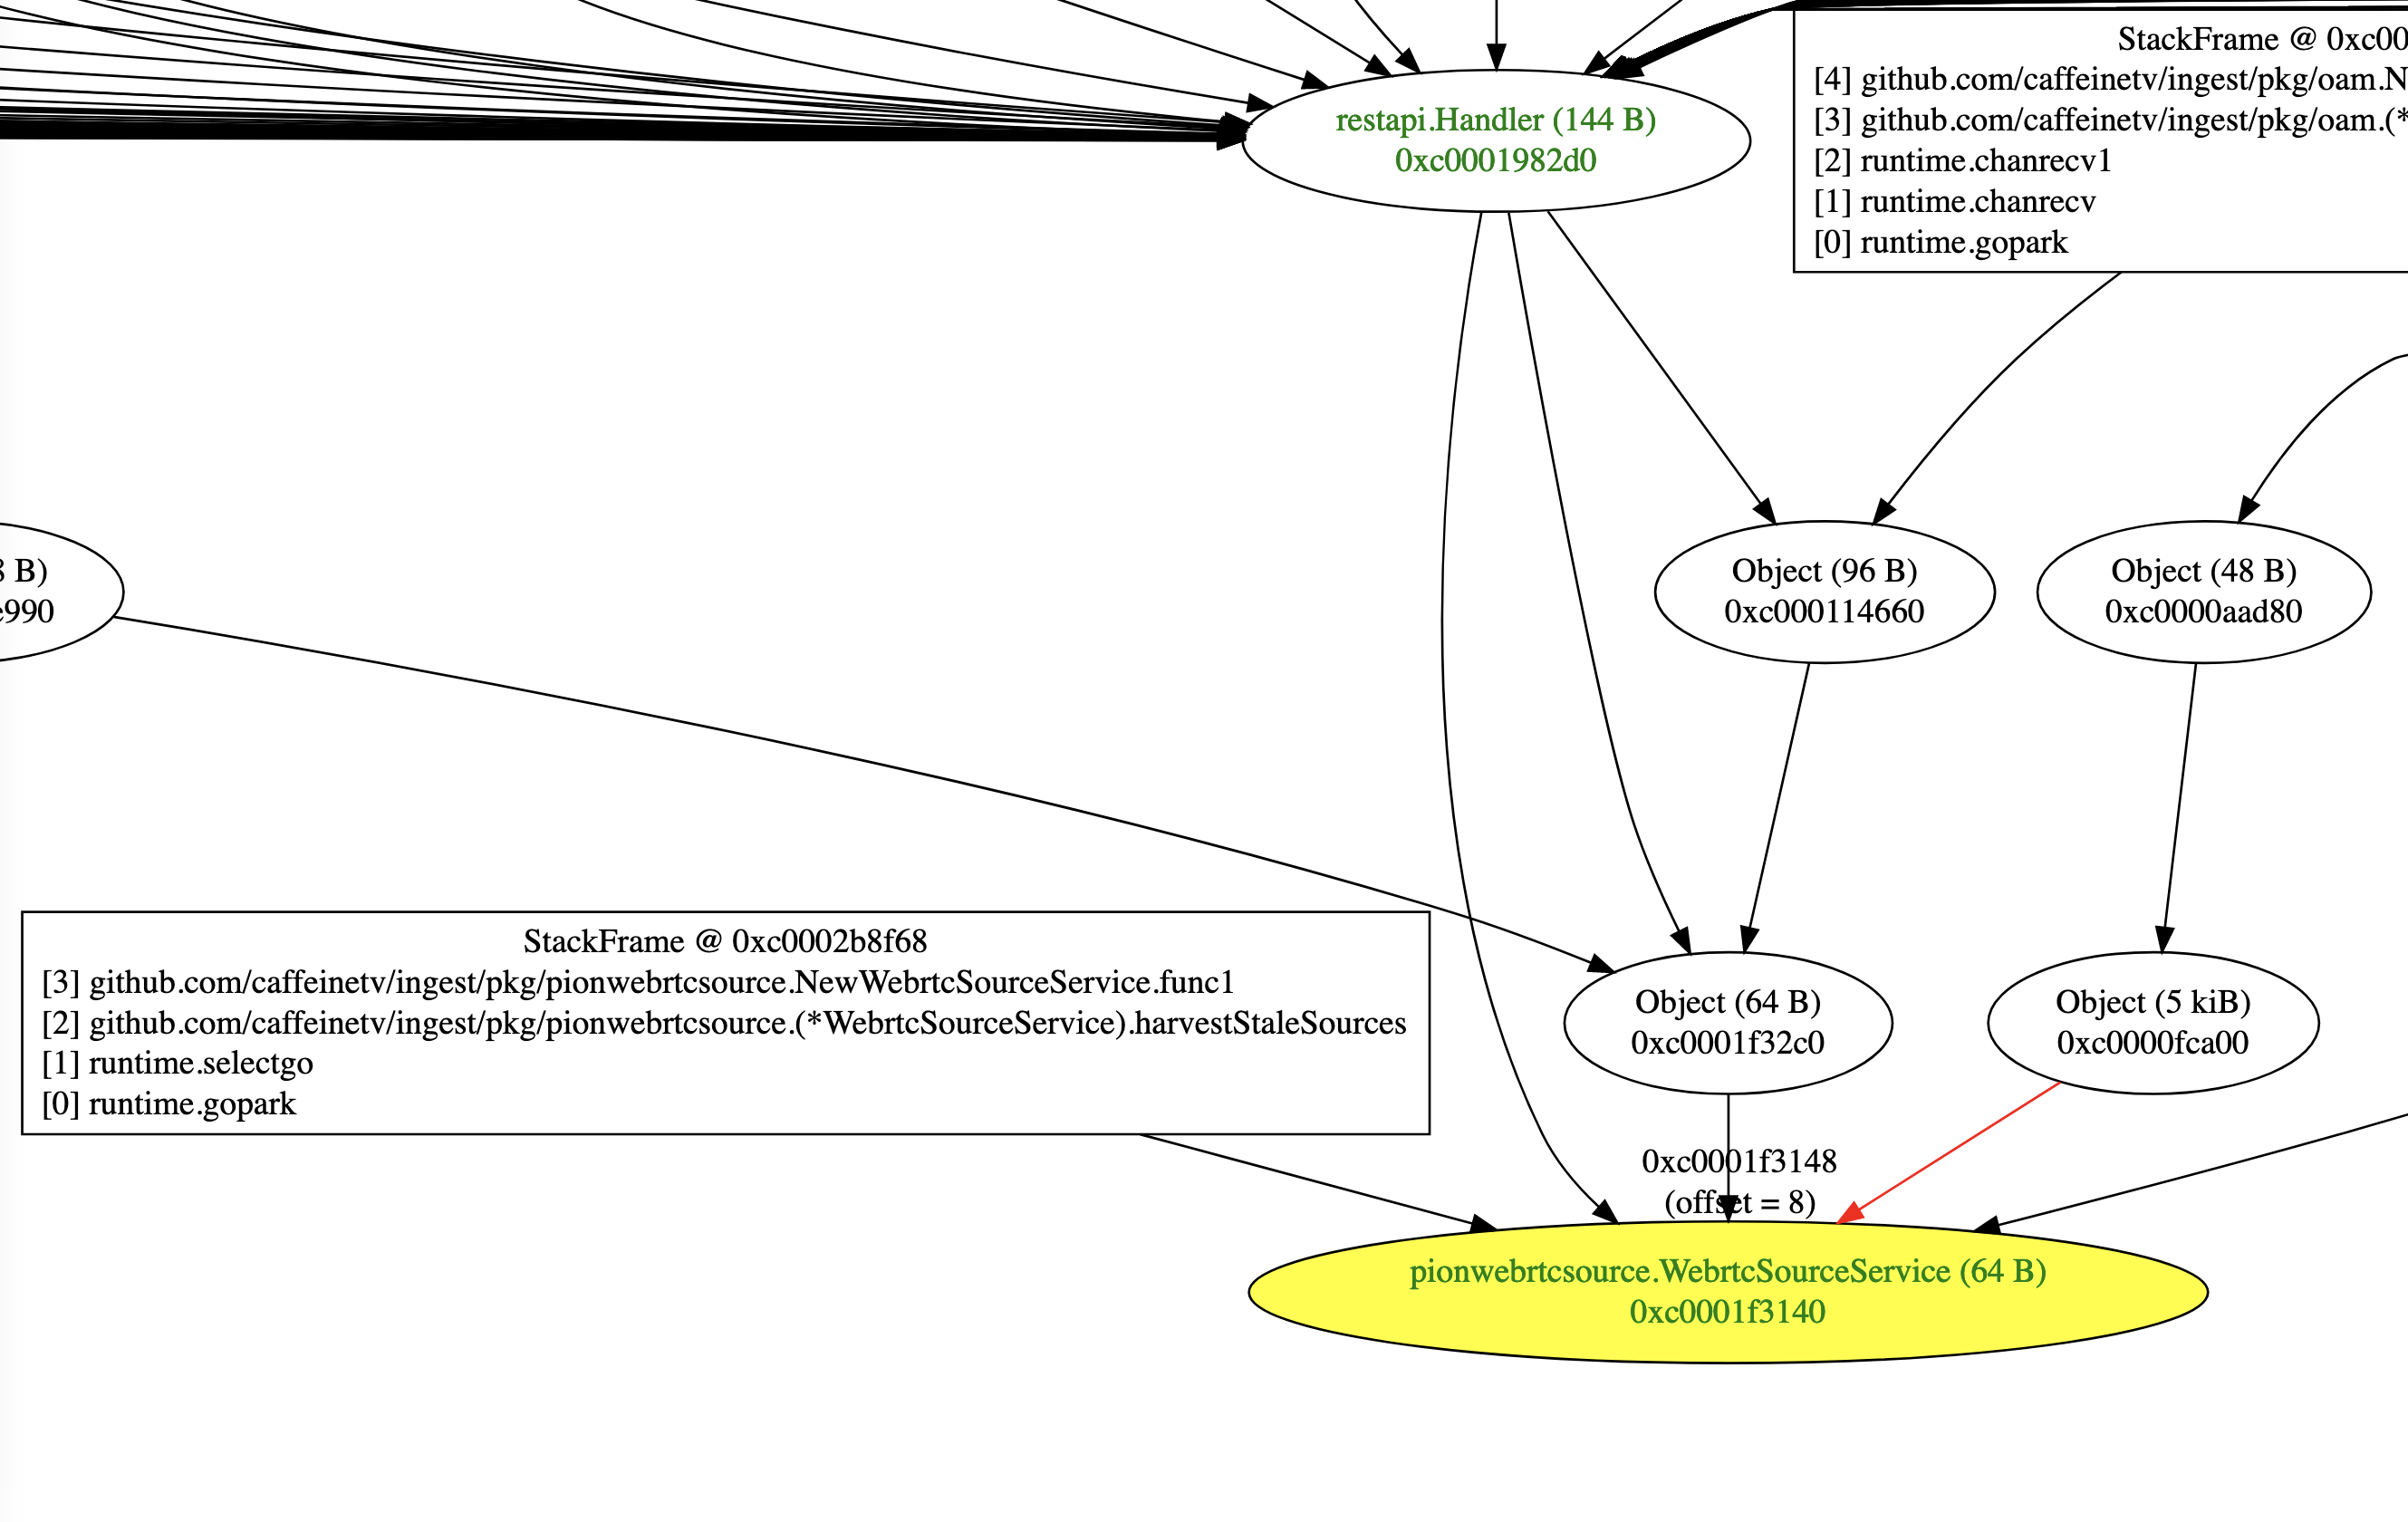 StackFrame @ 0xc00
[4] github.com/caffeinetv/ingest/pkg/oam.N
[3] github.com/caffeinetv/ingest/pkg/oam.(*
[2] runtime.chanrecv1
[1] runtime.chanrecv
[0] runtime.gopark
restapi.Handler (144 B)
0xc0001982d0
8 B)
e990
Object (96 B)
0xc000114660
Object (48 B)
0xc0000aad80
StackFrame @ 0xc0002b8f68
[3] github.com/caffeinetv/ingest/pkg/pionwebrtcsource.NewWebrtcSourceService.func1
[2] github.com/caffeinetv/ingest/pkg/pionwebrtcsource.(*WebrtcSourceService).harvestStaleSources
[1] runtime.selectgo
[0] runtime.gopark
Object (64 B)
0xc0001f32c0
Object (5 kiB)
0xc0000fca00
0xc0001f3148
(offset = 8)
pionwebrtcsource.WebrtcSourceService (64 B)
0xc0001f3140